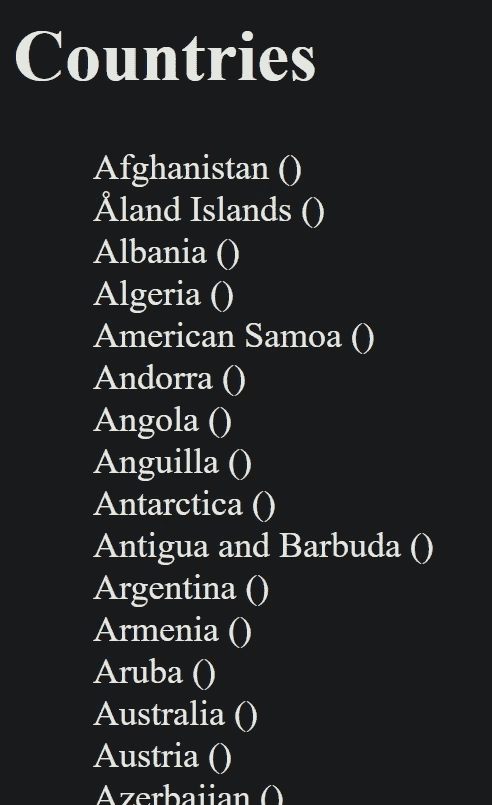 Countries
Afghanistan ()
Åland Islands ()
Albania ()
Algeria ()
American Samoa ()
Andorra ()
Angola ()
Anguilla ()
Antarctica ()
Antigua and Barbuda ()
Argentina ()
Armenia ()
Aruba ()
Australia ()
Austria ()
Azerbaijan ()